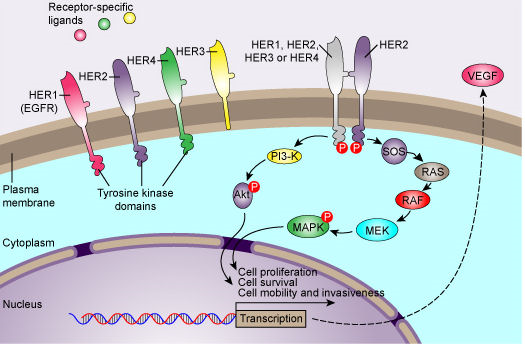 Receptor-specific
ligands
HER1
(EGFR)
HER2
HER4
HER3
HER1, HER2,
HER3 or HER4
HER2
VEGF
P
P
SOS
PI3-K
RAS
Plasma
membrane
Tyrosine kinase
domains
Akt
P
RAF
P
MAPK
MEK
Cytoplasm
Cell proliferation
Cell survival
Cell mobility and invasiveness
Nucleus
Transcription